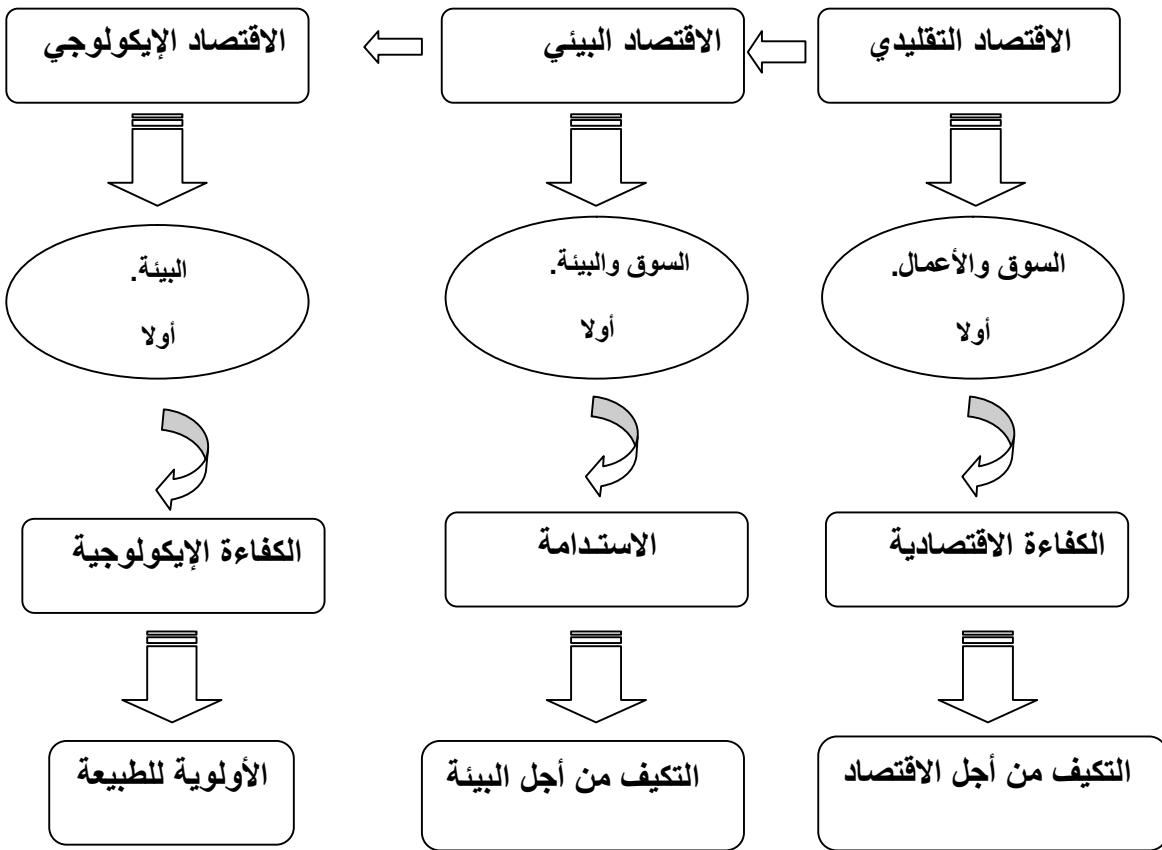 الاقتصاد التقليدي
الاقتصاد البيئي
الاقتصاد الإيكولوجي
السوق والأعمال.
أولا
السوق والبيئة.
أولا
البيئة.
أولا
الكفاءة الاقتصادية
الاستدامة
الكفاءة الإيكولوجية
التكيف من أجل الاقتصاد
التكيف من أجل البيئة
الأولوية للطبيعة